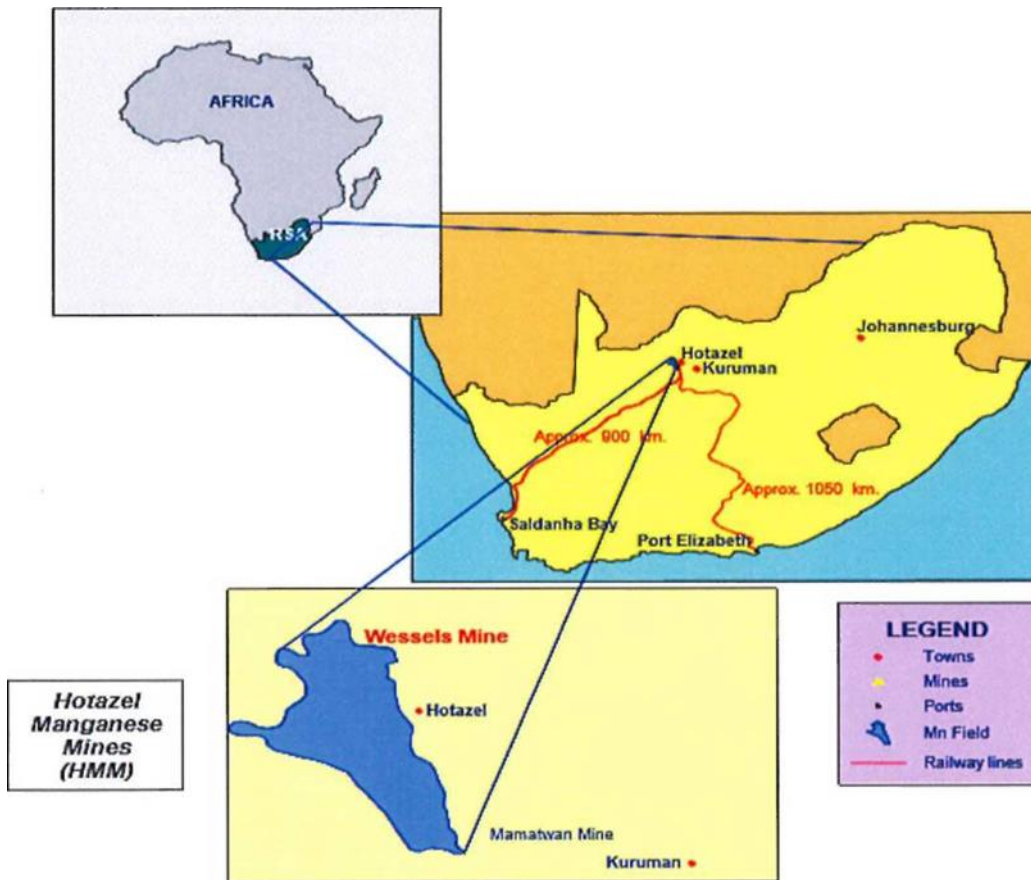 AFRICA
RSA
Johannesburg
Hotazel
Kuruman
Approx. 900 km.
Approx. 1050 km.
Saldanha Bay
Port Elizabeth
Wessels Mine
Hotazel
Mamatwan Mine
Kuruman
Hotazel
Manganese
Mines
(HMM)
LEGEND
Towns
Mines
Ports
Mn Field
Railway lines